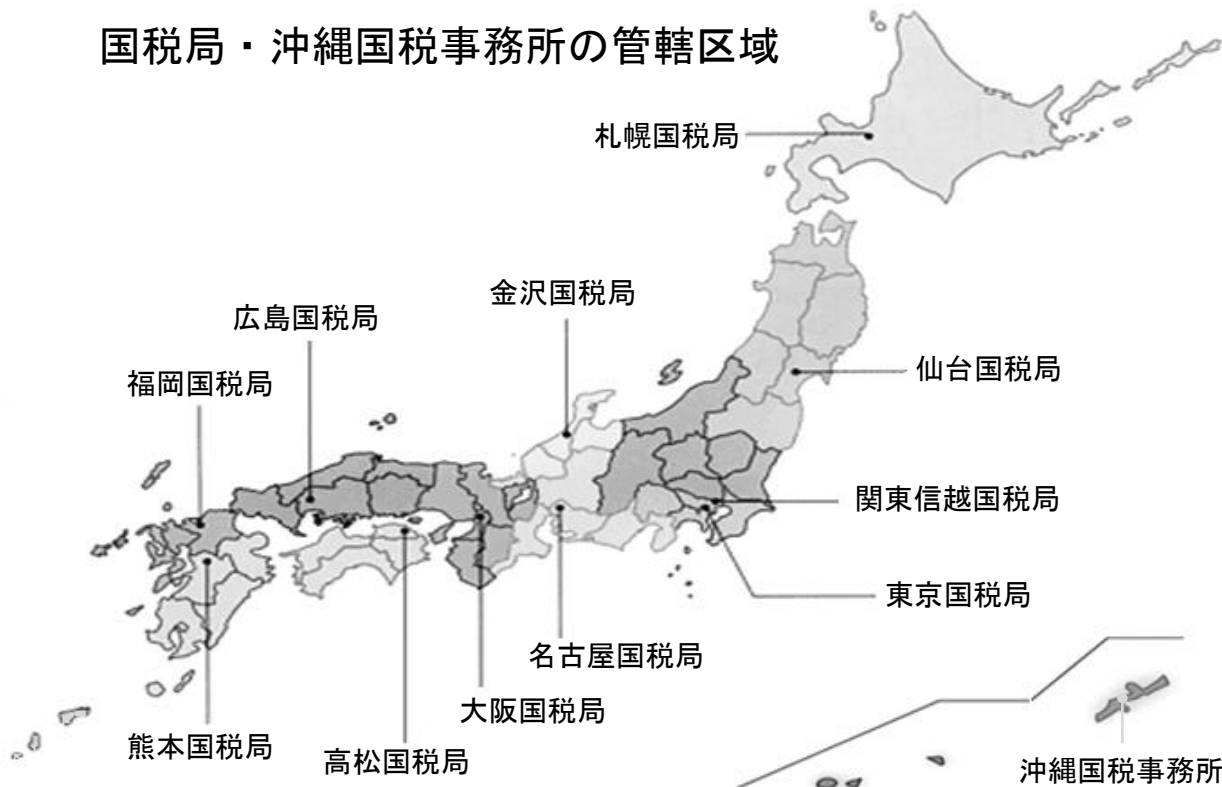 国税局・沖縄国税事務所の管轄区域
札幌国税局
金沢国税局
広島国税局
仙台国税局
福岡国税局
関東信越国税局
東京国税局
名古屋国税局
大阪国税局
熊本国税局
高松国税局
沖縄国税事務所